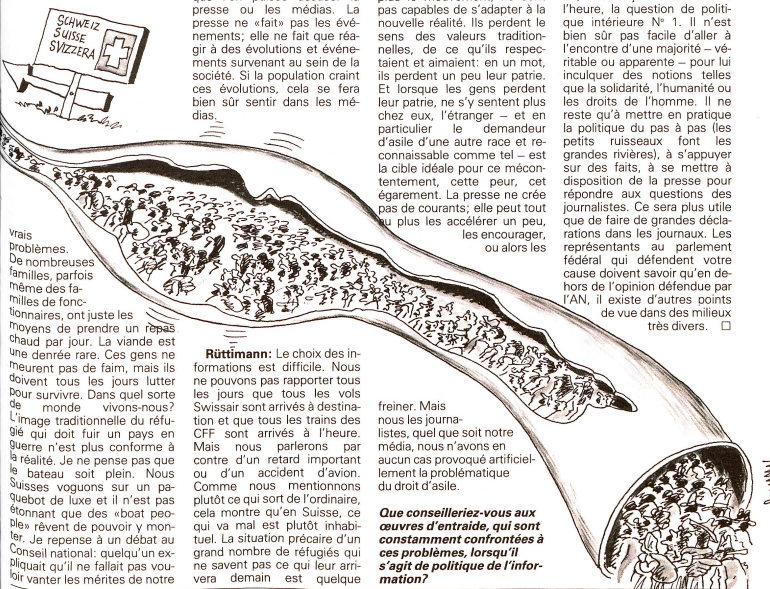 SCHWEIZ
SUISSE
SVIZZERA
presse ou les médias. La
presse ne «fait» pas les évé-
nements; elle ne fait que réa-
gir à des évolutions et événe-
ments survenant au sein de la
société. Si la population craint
ces évolutions, cela se fera
bien sûr sentir dans les mé-
dias.
pas capables de s'adapter à la
nouvelle réalité. Ils perdent le
sens des valeurs tradition-
nelles, de ce qu'ils respec-
taient et aimaient: en un mot,
ils perdent un peu leur patrie.
Et lorsque les gens perdent
leur patrie, ne s'y sentent plus
chez eux, l'étranger – et en
particulier le demandeur
d'asile d'une autre race et re-
connaissable comme tel – est
la cible idéale pour ce mécon-
tentement, cette peur, cet
égarement. La presse ne crée
pas de courants; elle peut tout
au plus les accélérer un peu,
les encourager,
ou alors les
l'heure, la question de politi-
que intérieure N° 1. Il n'est
bien sûr pas facile d'aller à
l'encontre d'une majorité – vé-
ritable ou apparente – pour lui
inculquer des notions telles
que la solidarité, l'humanité ou
les droits de l'homme. Il ne
reste qu'à mettre en pratique
la politique du pas à pas (les
petits ruisseaux font les
grandes rivières), à s'appuyer
sur des faits, à se mettre à
disposition de la presse pour
répondre aux questions des
journalistes. Ce sera plus utile
que de faire de grandes décla-
rations dans les journaux. Les
représentants au parlement
fédéral qui défendent votre
cause doivent savoir qu'en de-
hors de l'opinion défendue par
l'AN, il existe d'autres points
de vue dans des milieux
très divers. □
vrais
problèmes.
De nombreuses
familles, parfois
même des fa-
milles de fonc-
tionnaires, ont juste les
moyens de prendre un repas
chaud par jour. La viande est
une denrée rare. Ces gens ne
meurent pas de faim, mais ils
doivent tous les jours lutter
pour survivre. Dans quel sorte
de monde vivons-nous?
L'image traditionnelle du réfu-
gié qui doit fuir un pays en
guerre n'est plus conforme à
la réalité. Je ne pense pas que
le bateau soit plein. Nous
Suisses voguons sur un pa-
quebot de luxe et il n'est pas
étonnant que des «boat peo-
ple» rêvent de pouvoir y mon-
ter. Je repense à un débat au
Conseil national: quelqu'un ex-
pliquait qu'il ne fallait pas vou-
loir vanter les mérites de notre
Rüttimann: Le choix des in-
formations est difficile. Nous
ne pouvons pas rapporter tous
les jours que tous les vols
Swissair sont arrivés à destina-
tion et que tous les trains des
CFF sont arrivés à l'heure.
Mais nous parlerons par
contre d'un retard important
ou d'un accident d'avion.
Comme nous mentionnons
plutôt ce qui sort de l'ordinaire,
cela montre qu'en Suisse, ce
qui va mal est plutôt inhabi-
tuel. La situation précaire d'un
grand nombre de réfugiés qui
ne savent pas ce qui leur arri-
vera demain est quelque
freiner. Mais
nous les journa-
listes, quel que soit notre
média, nous n'avons en
aucun cas provoqué artificiel-
lement la problématique
du droit d'asile.
Que conseilleriez-vous aux
œuvres d'entraide, qui sont
constamment confrontées à
ces problèmes, lorsqu'il
s'agit de politique de l'infor-
mation?